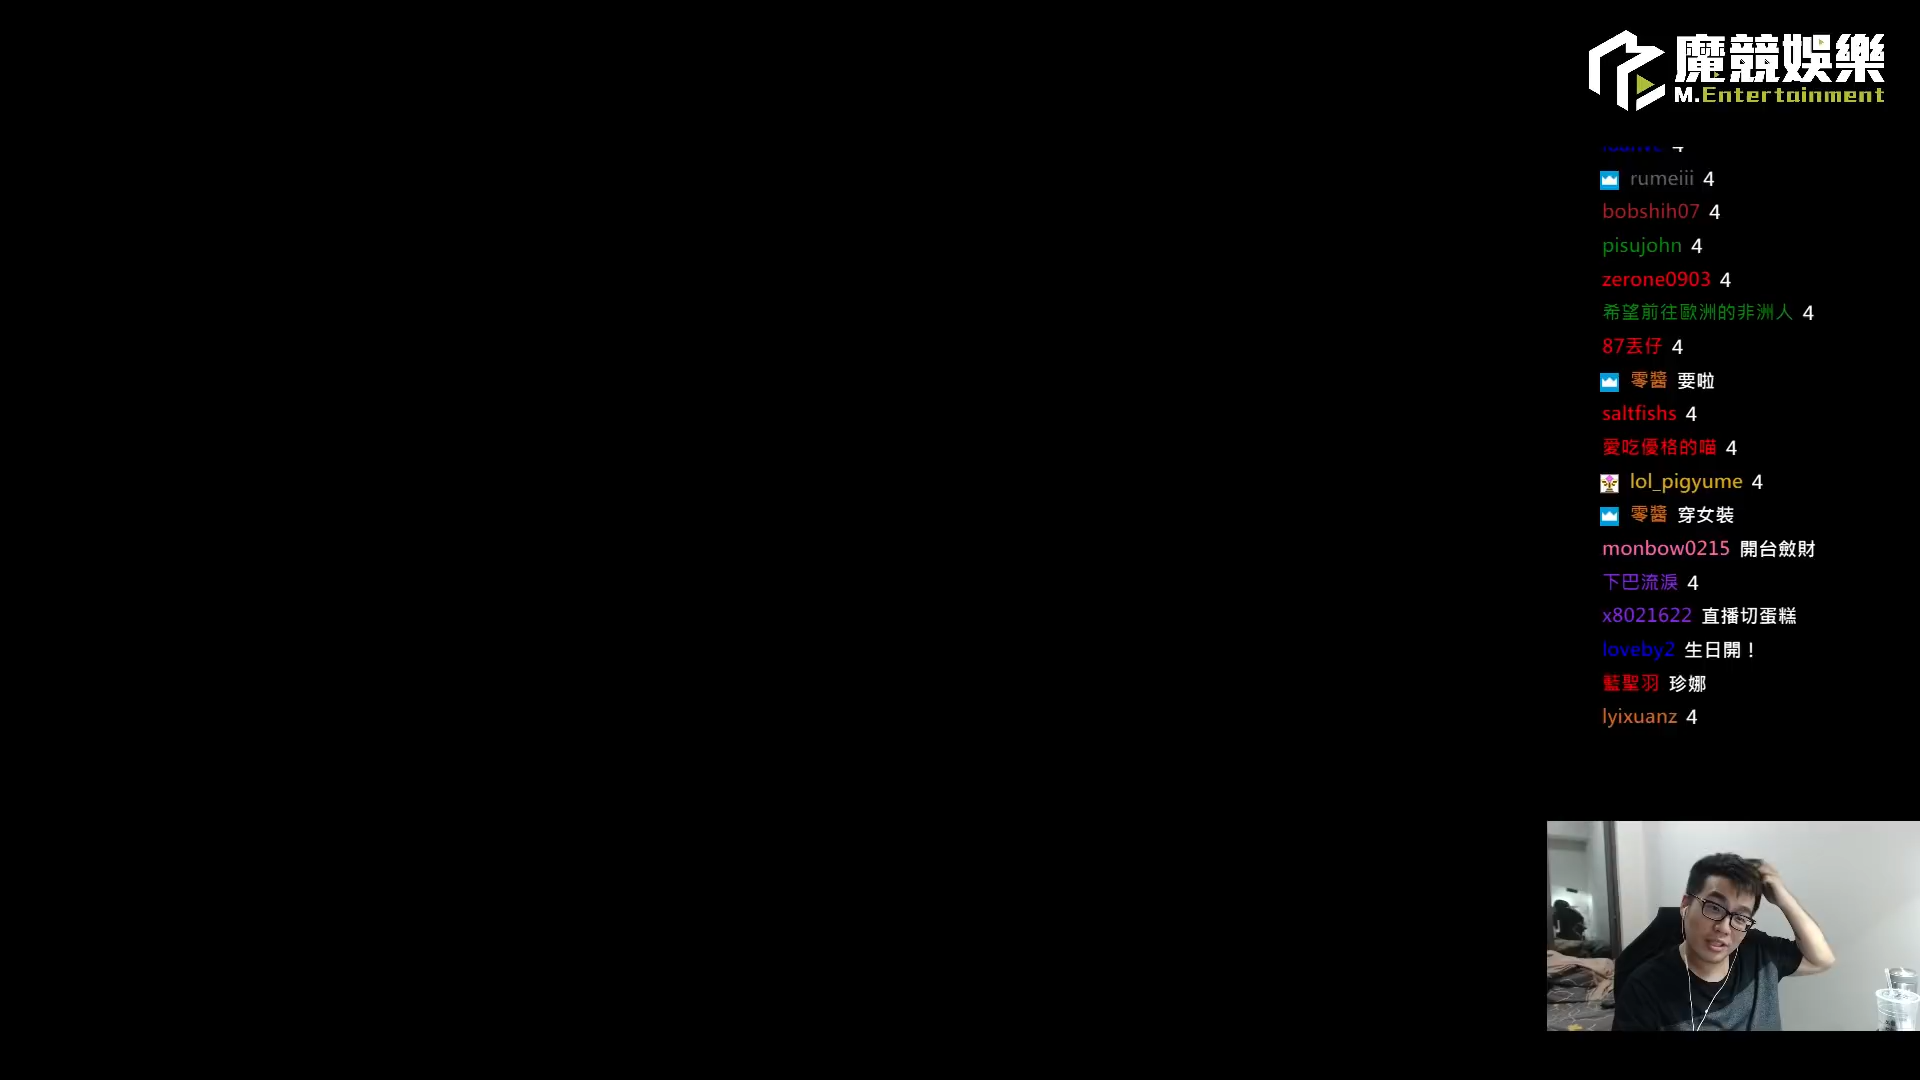 魔競娛樂
M.Entertainment
4
rumeiii 4
bobshih07 4
pisujohn 4
zerone0903 4
希望前往歐洲的非洲人 4
87丟仔 4
零醬 要啦
saltfishs 4
愛吃優格的喵 4
lol_pigyume 4
零醬 穿女裝
monbow0215 開台斂財
下巴流淚 4
x8021622 直播切蛋糕
loveby2 生日開！
藍聖羽 珍娜
lyixuanz 4